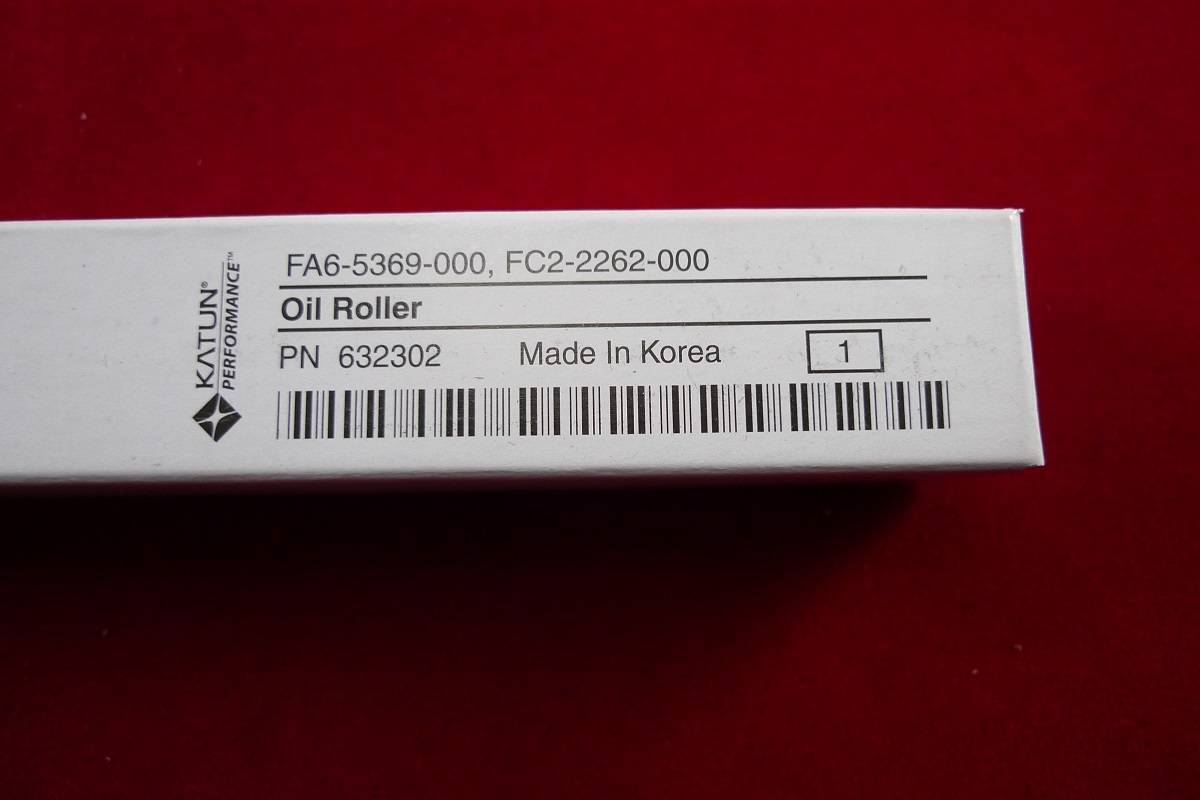 KATUN®
PERFORMANCE™
FA6-5369-000, FC2-2262-000
Oil Roller
PN 632302 Made In Korea 1